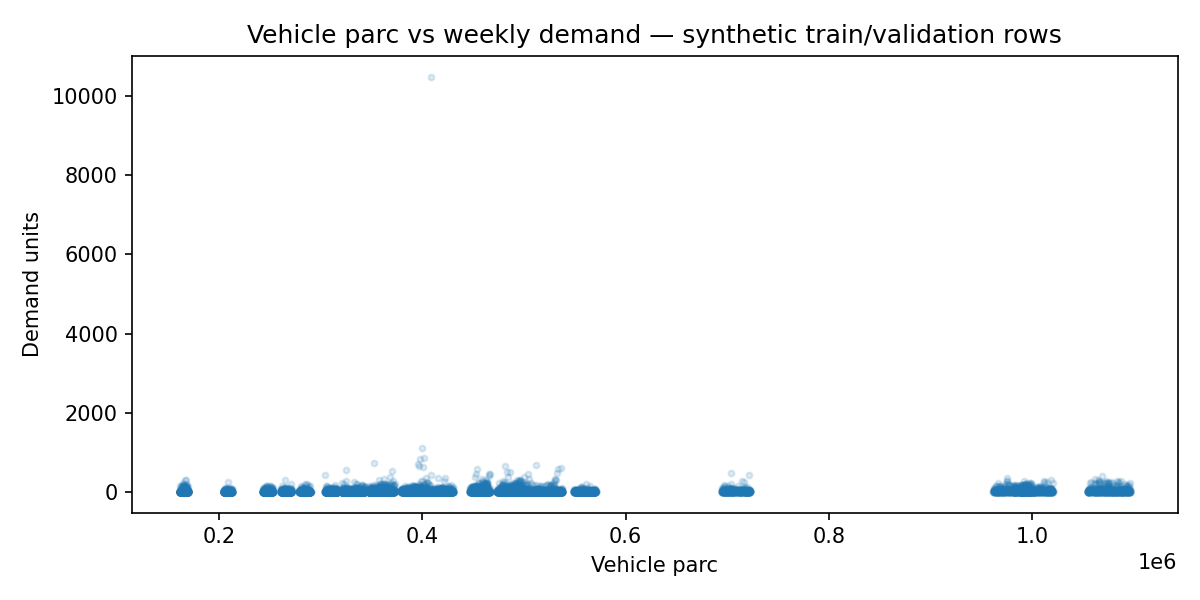 Vehicle parc vs weekly demand — synthetic train/validation rows
10000
8000
6000
4000
2000
0
Demand units
0.2 0.4 0.6 0.8 1.0
1e6
Vehicle parc